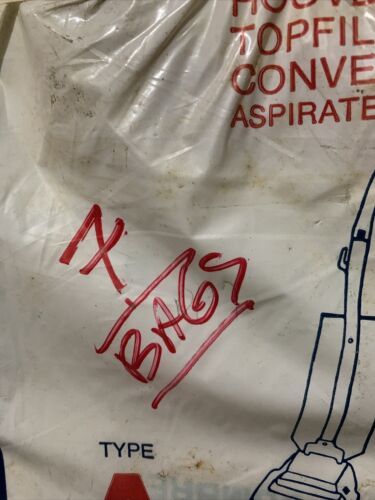 TOPFIL
CONVE
ASPIRATE
7
BAGS
TYPE
A